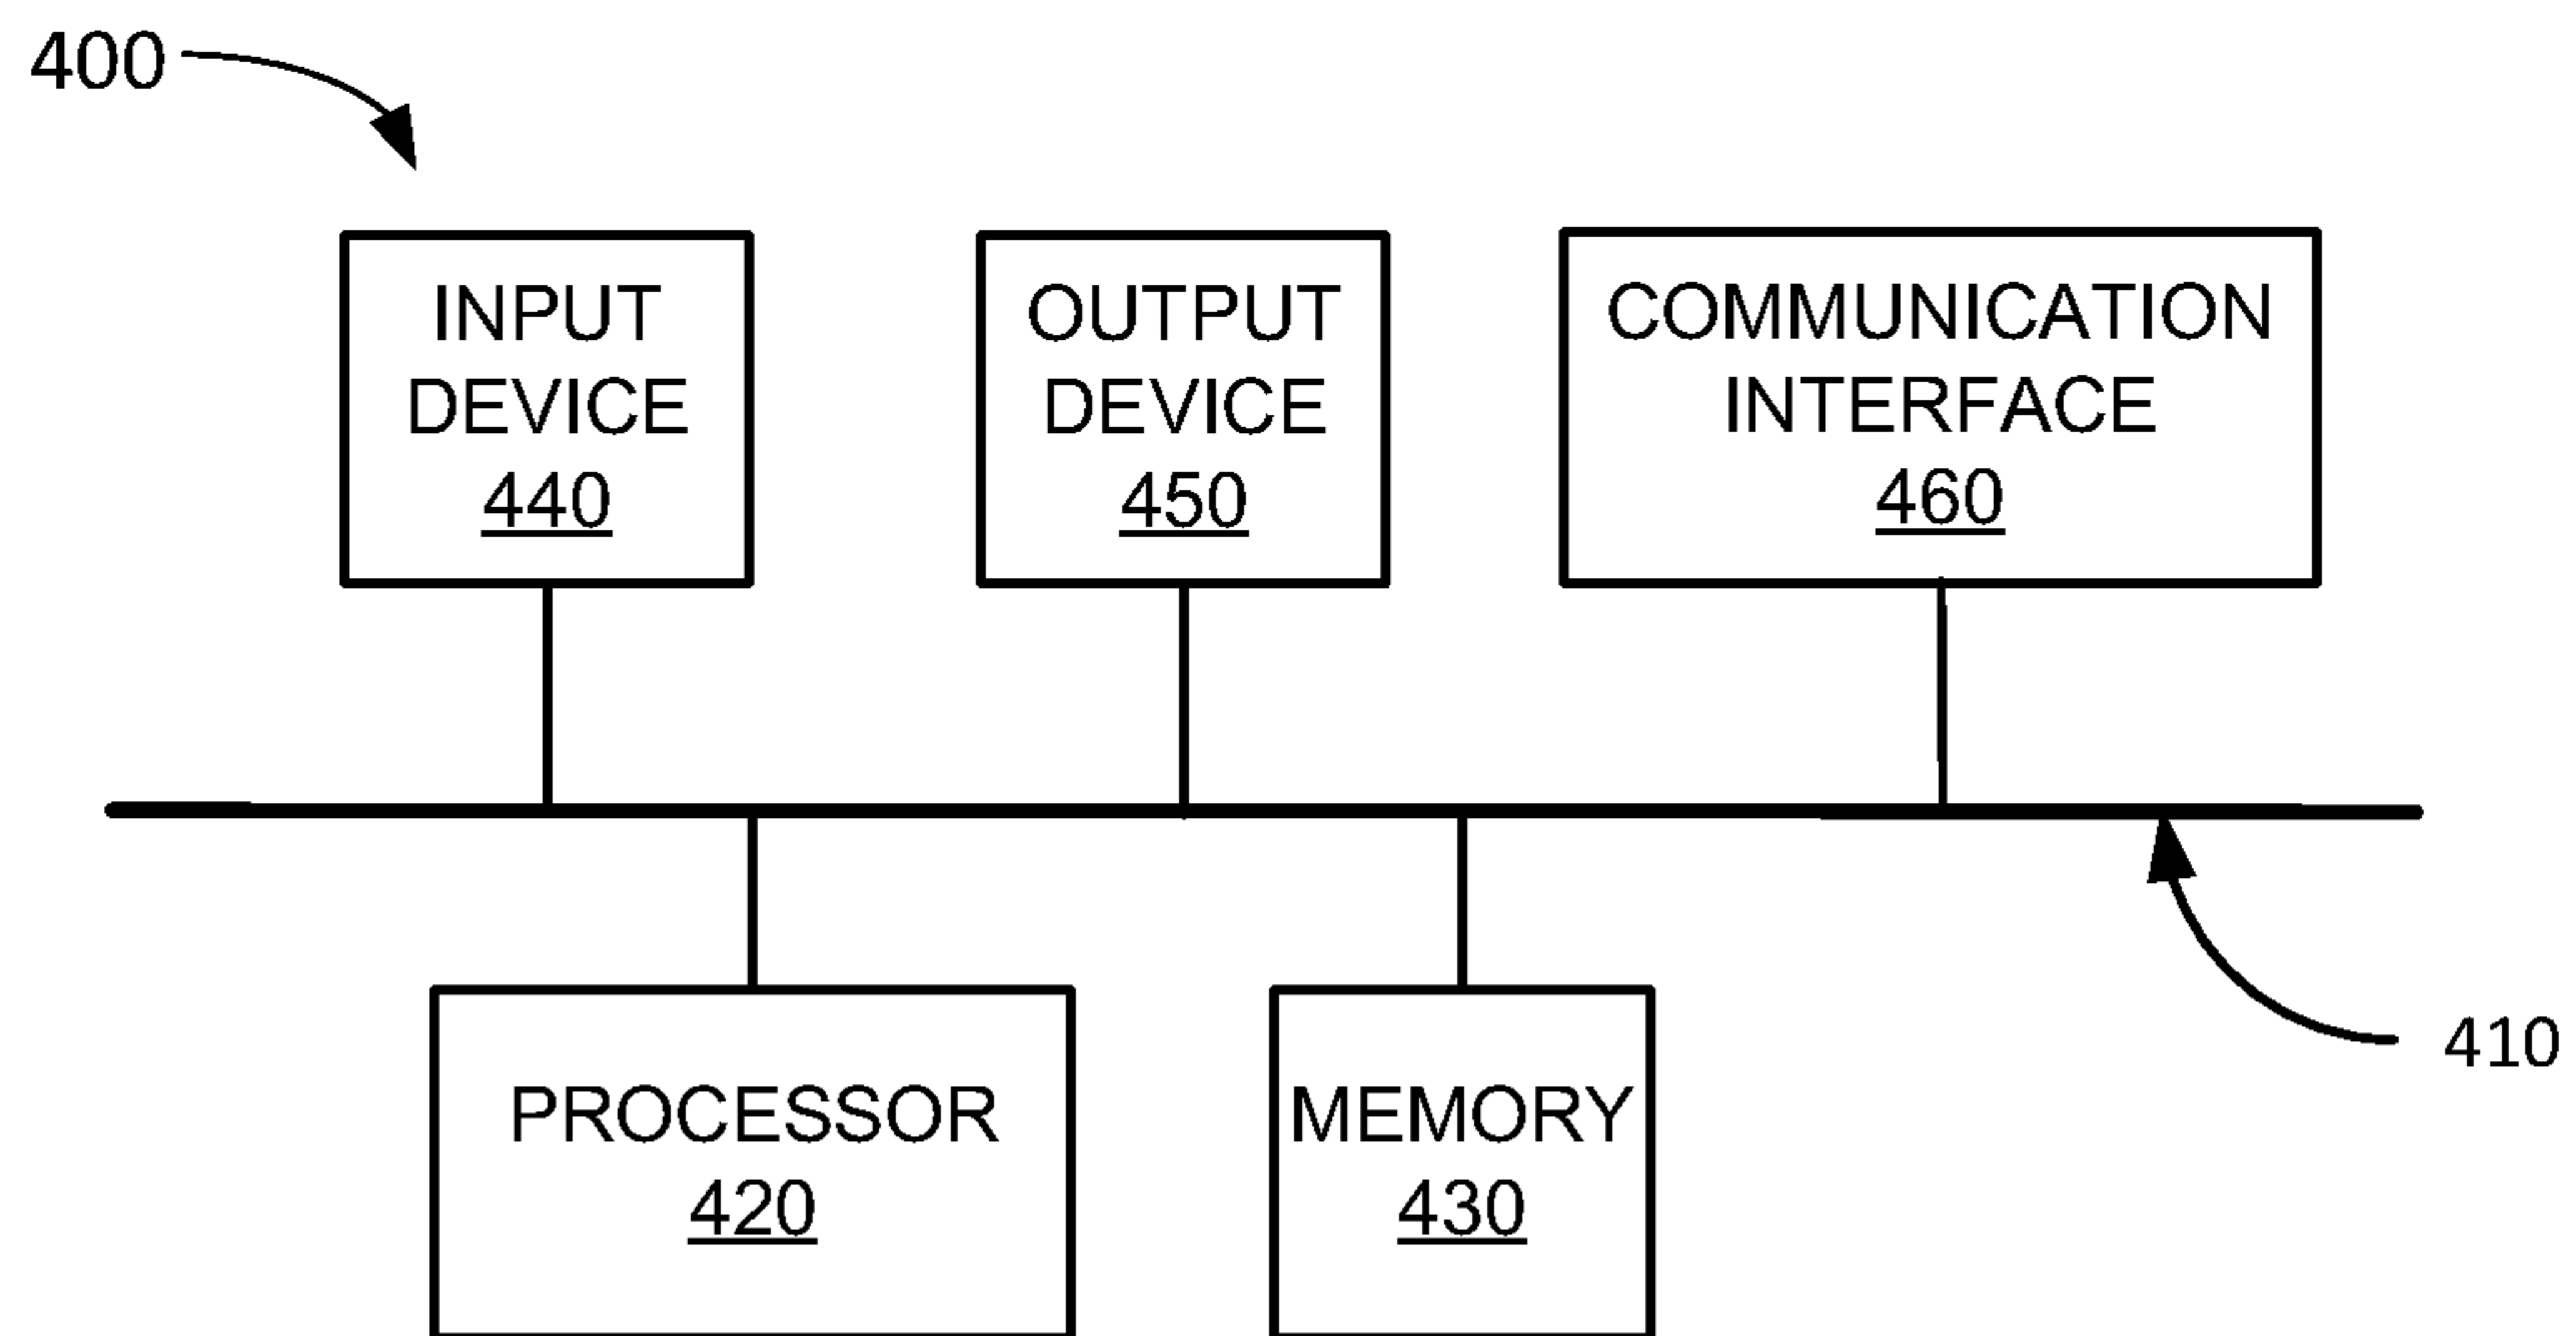 400
INPUT
DEVICE
440
OUTPUT
DEVICE
450
COMMUNICATION
INTERFACE
460
410
PROCESSOR
420
MEMORY
430